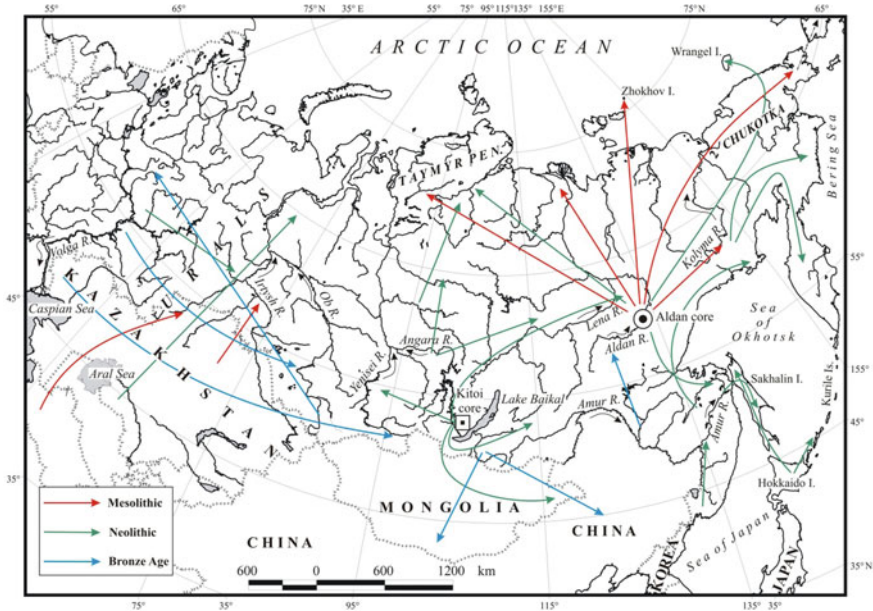 55° 65° 75°N 35°E 55° 75° 95° 115° 135° 155°E 75°N 65°
ARCTIC OCEAN
Wrangel I.
Zhokhov I.
CHUKOTKA
TAYMYR PEN.
Bering Sea
URALS
Kolyma R.
Volga R.
55°
Irtysh R.
Ob R.
45°
Lena R.
Aldan core
Sea
of
Okhotsk
Caspian Sea
KAZAKHSTAN
Angara R.
Aldan R.
Yenisei R.
Aral Sea
155°
Sakhalin I.
Kurile Is.
Kitoi
core
Lake Baikal
Amur R.
Amur R.
45°
35°
Hokkaido I.
Mesolithic
Neolithic
Bronze Age
MONGOLIA
CHINA
CHINA
Sea of Japan
KOREA
JAPAN
600 0 600 1200 km
35°N
75° 35° 95° 115° 135° 35°